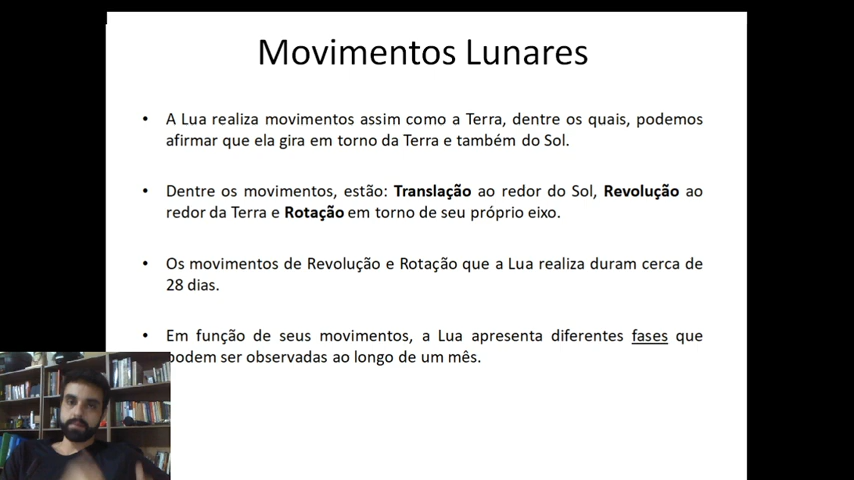 Movimentos Lunares
• A Lua realiza movimentos assim como a Terra, dentre os quais, podemos
afirmar que ela gira em torno da Terra e também do Sol.
• Dentre os movimentos, estão: Translação ao redor do Sol, Revolução ao
redor da Terra e Rotação em torno de seu próprio eixo.
• Os movimentos de Revolução e Rotação que a Lua realiza duram cerca de
28 dias.
• Em função de seus movimentos, a Lua apresenta diferentes fases que
podem ser observadas ao longo de um mês.